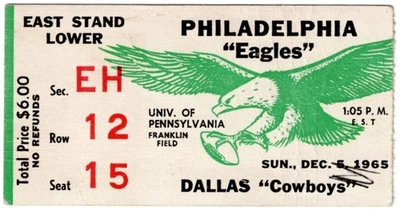 EAST STAND
LOWER
PHILADELPHIA
"Eagles"
Total Price $6.00
NO REFUNDS
Sec. EH
Row 12
Seat 15
UNIV. OF
PENNSYLVANIA
FRANKLIN
FIELD
1:05 P. M.
E. S. T
SUN., DEC. 5, 1965
DALLAS "Cowboys"